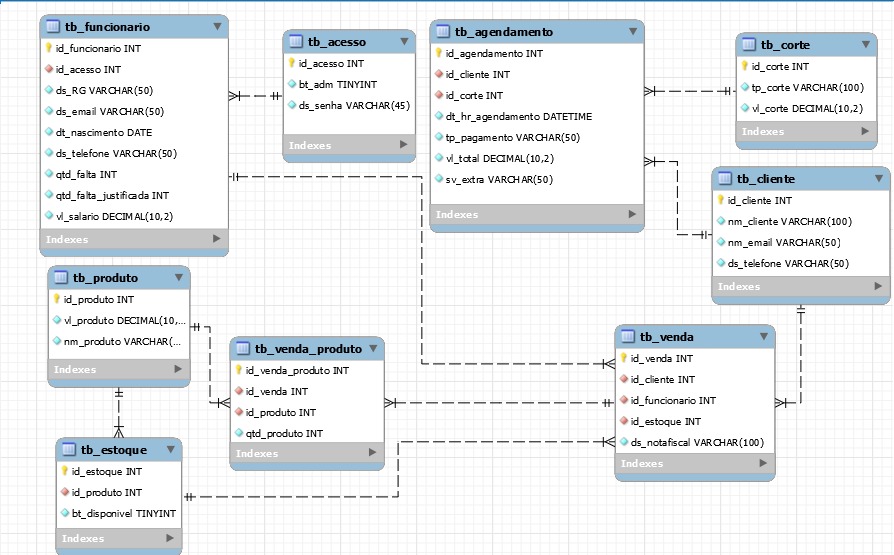 tb_funcionario
id_funcionario INT
id_acesso INT
ds_RG VARCHAR(50)
ds_email VARCHAR(50)
dt_nascimento DATE
ds_telefone VARCHAR(50)
qtd_falta INT
qtd_falta_justificada INT
vl_salario DECIMAL(10,2)
Indexes
tb_acesso
id_acesso INT
bt_adm TINYINT
ds_senha VARCHAR(45)
Indexes
tb_agendamento
id_agendamento INT
id_cliente INT
id_corte INT
dt_hr_agendamento DATETIME
tp_pagamento VARCHAR(50)
vl_total DECIMAL(10,2)
sv_extra VARCHAR(50)
Indexes
tb_corte
id_corte INT
tp_corte VARCHAR(100)
vl_corte DECIMAL(10,2)
Indexes
tb_cliente
id_cliente INT
nm_cliente VARCHAR(100)
nm_email VARCHAR(50)
ds_telefone VARCHAR(50)
Indexes
tb_produto
id_produto INT
vl_produto DECIMAL(10,...
nm_produto VARCHAR(...
Indexes
tb_venda_produto
id_venda_produto INT
id_venda INT
id_produto INT
qtd_produto INT
Indexes
tb_venda
id_venda INT
id_cliente INT
id_funcionario INT
id_estoque INT
ds_notafiscal VARCHAR(100)
Indexes
tb_estoque
id_estoque INT
id_produto INT
bt_disponivel TINYINT
Indexes